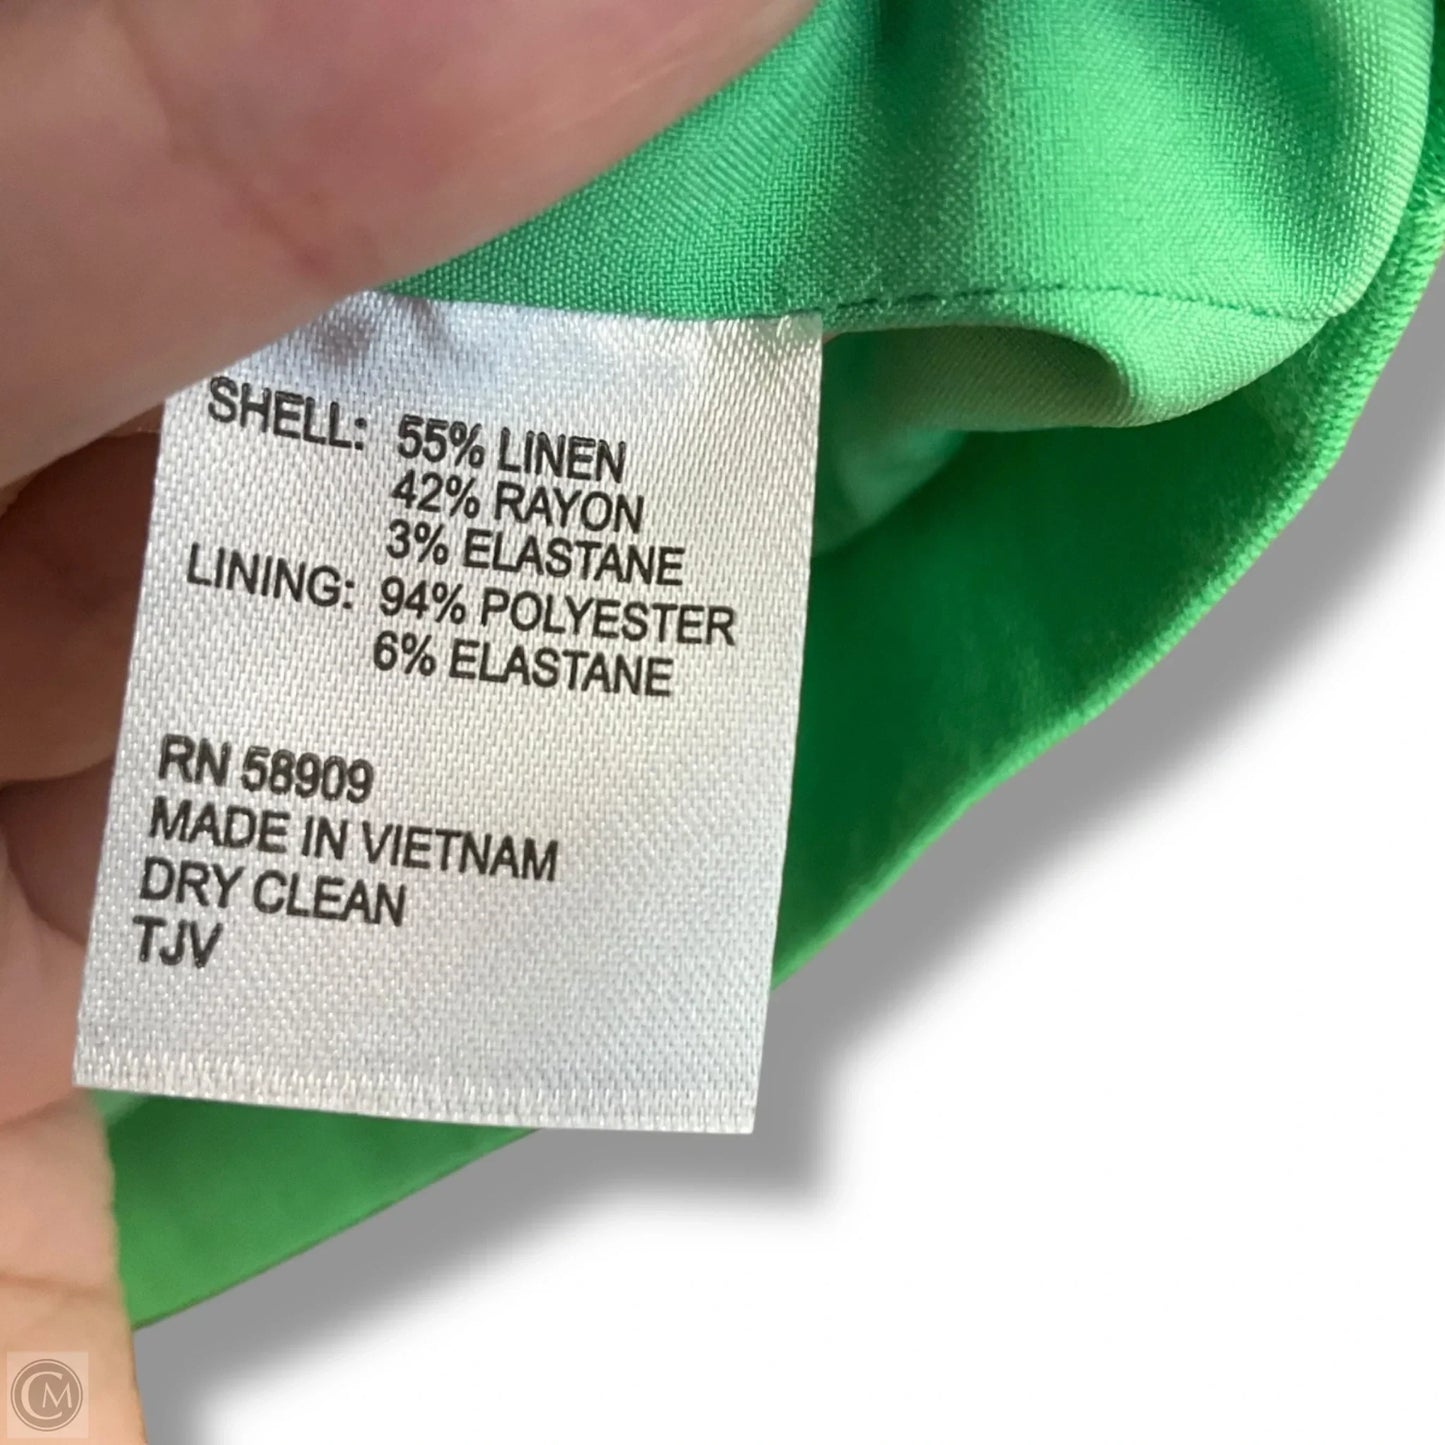 SHELL: 55% LINEN
42% RAYON
3% ELASTANE
LINING: 94% POLYESTER
6% ELASTANE
RN 58909
MADE IN VIETNAM
DRY CLEAN
TJV
CM